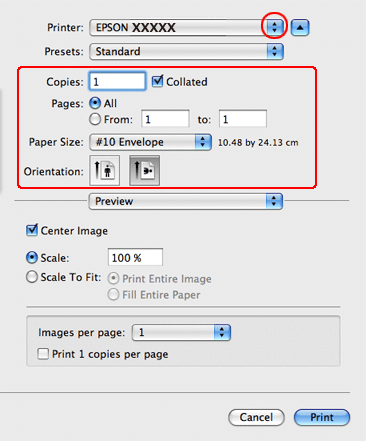 Printer: EPSON XXXXX
Presets: Standard
Copies: 1 Collated
Pages: All
From: 1 to: 1
Paper Size: #10 Envelope 10.48 by 24.13 cm
Orientation:
Preview
Center Image
Scale: 100 %
Scale To Fit: Print Entire Image
Fill Entire Paper
Images per page: 1
Print 1 copies per page
Cancel Print